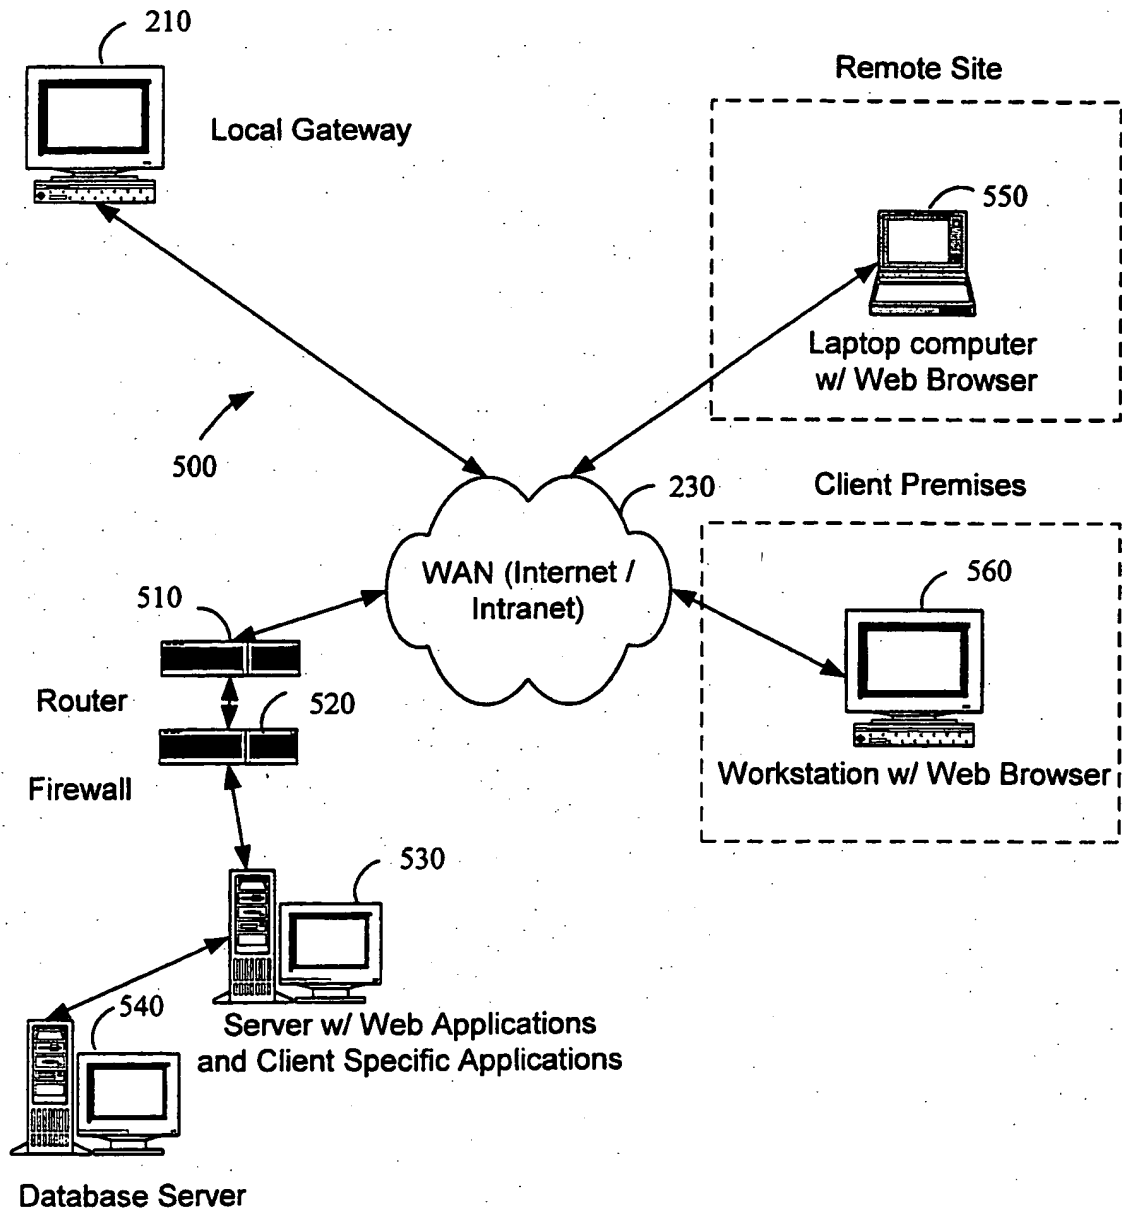 210
Local Gateway
Remote Site
550
Laptop computer
w/ Web Browser
500
230
Client Premises
WAN (Internet /
Intranet)
560
510
Router
520
Firewall
Workstation w/ Web Browser
530
540
Server w/ Web Applications
and Client Specific Applications
Database Server